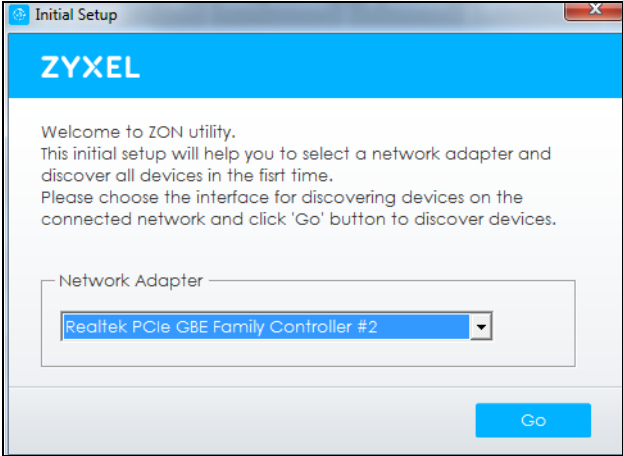 Initial Setup
ZYXEL
Welcome to ZON utility.
This initial setup will help you to select a network adapter and
discover all devices in the fisrt time.
Please choose the interface for discovering devices on the
connected network and click 'Go' button to discover devices.
Network Adapter
Realtek PCIe GBE Family Controller #2
Go